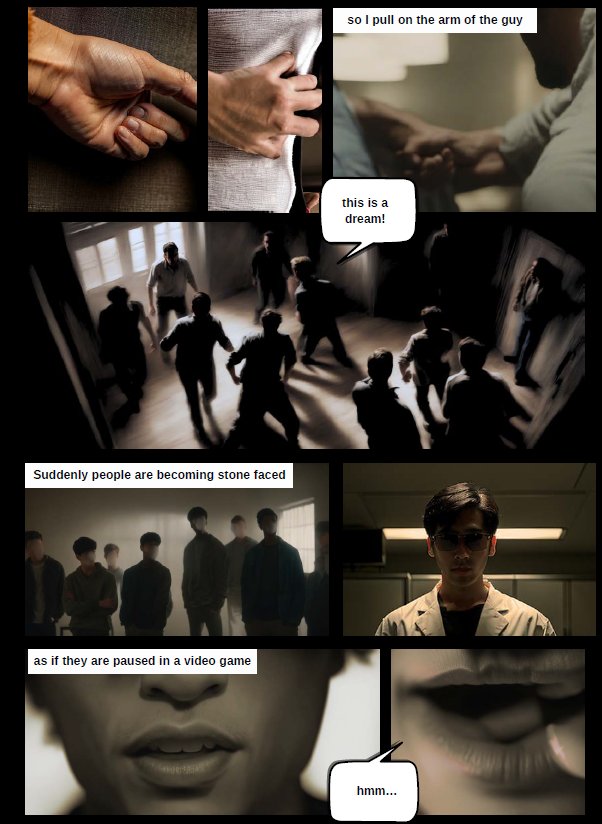 so I pull on the arm of the guy
this is a
dream!
Suddenly people are becoming stone faced
as if they are paused in a video game
hmm...